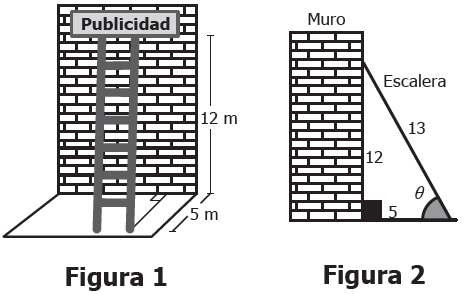 Publicidad
12 m
5 m
Figura 1
Muro
Escalera
13
12
θ
5
Figura 2